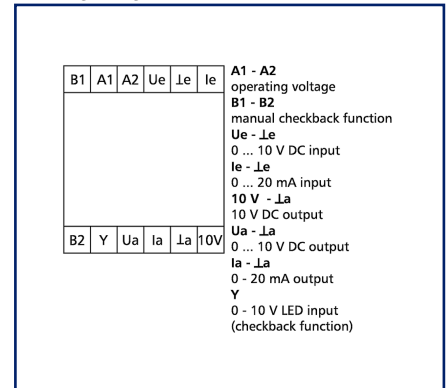 B1 A1 A2 Ue ⊥e Ie
B2 Y Ua Ia ⊥a 10V
A1 - A2
operating voltage
B1 - B2
manual checkback function
Ue - ⊥e
0 ... 10 V DC input
Ie - ⊥e
0 ... 20 mA input
10 V - ⊥a
10 V DC output
Ua - ⊥a
0 ... 10 V DC output
Ia - ⊥a
0 - 20 mA output
Y
0 - 10 V LED input
(checkback function)